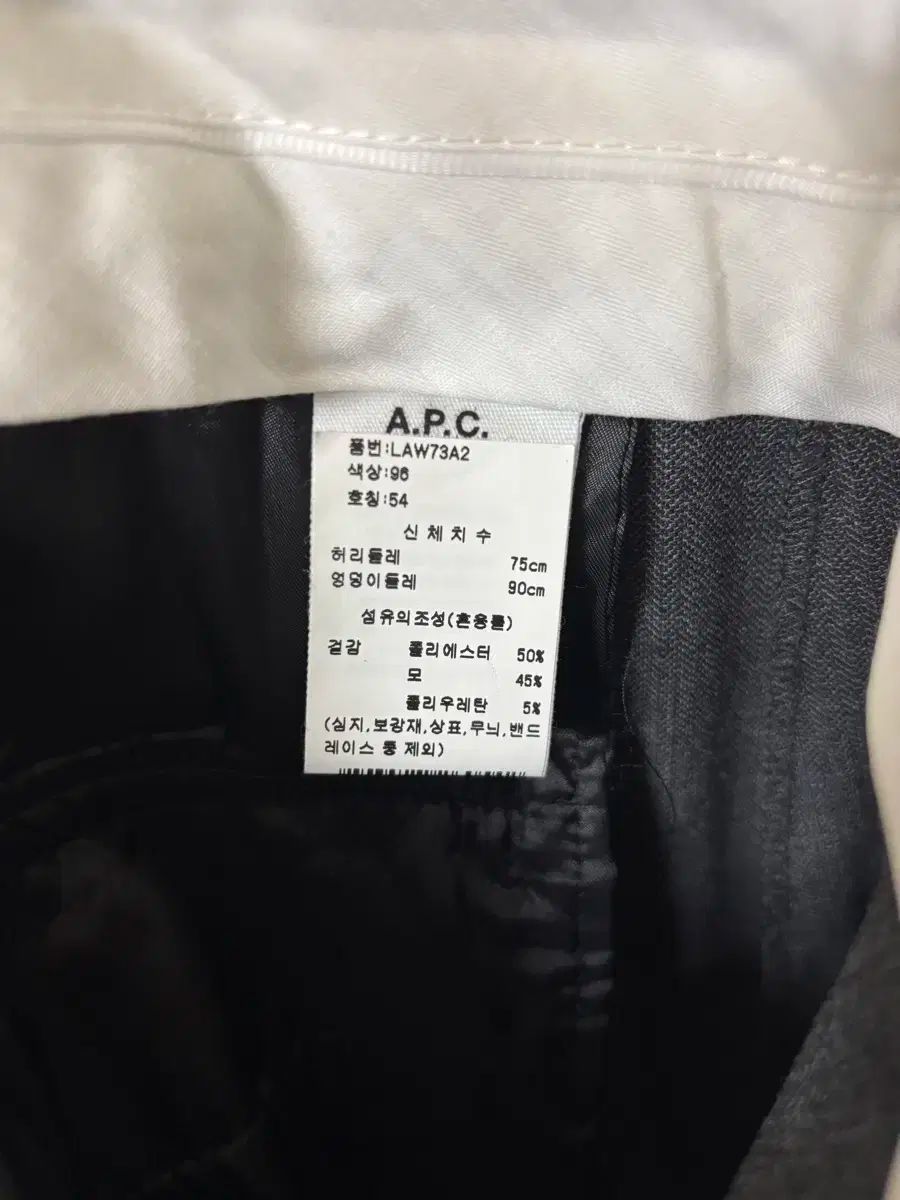 A.P.C.
품번:LAW73A2
색상:96
호칭:54
신체치수
허리둘레 75cm
엉덩이둘레 90cm
섬유의조성(혼용률)
겉감 폴리에스터 50%
모 45%
폴리우레탄 5%
(심지,보강재,상표,무늬,밴드
레이스 등 제외)